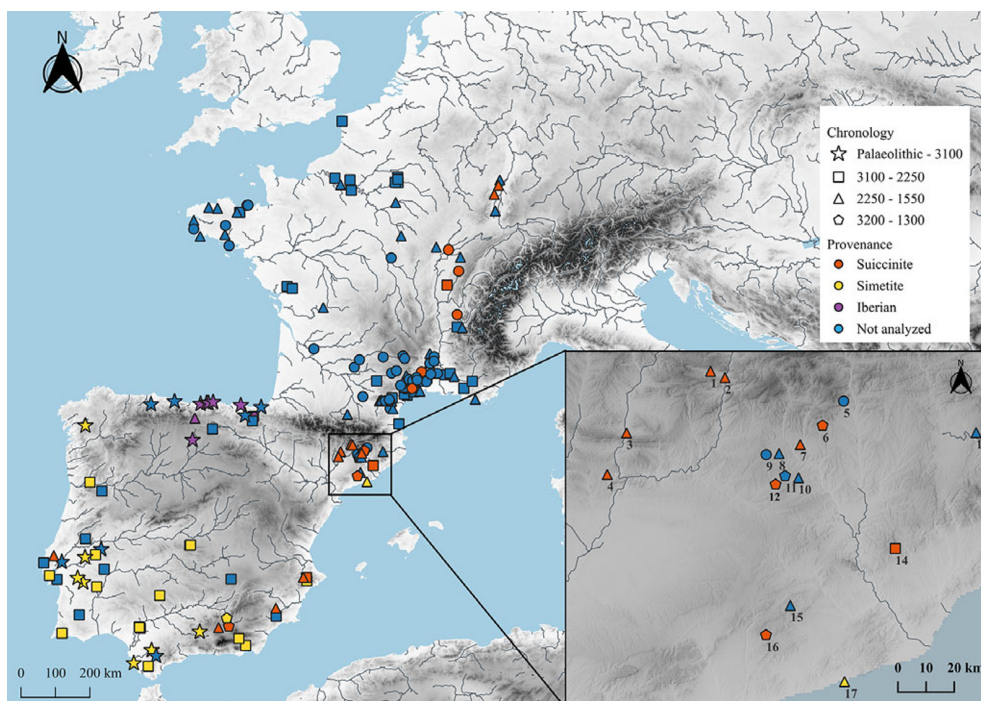 N
Chronology
Palaeolithic - 3100
3100 - 2250
2250 - 1550
3200 - 1300
Provenance
Suiccinite
Simetite
Iberian
Not analyzed
N
1
2
3
4
5
6
7
8
9
10
11
12
1
14
15
16
17
0 100 200 km
0 10 20 km